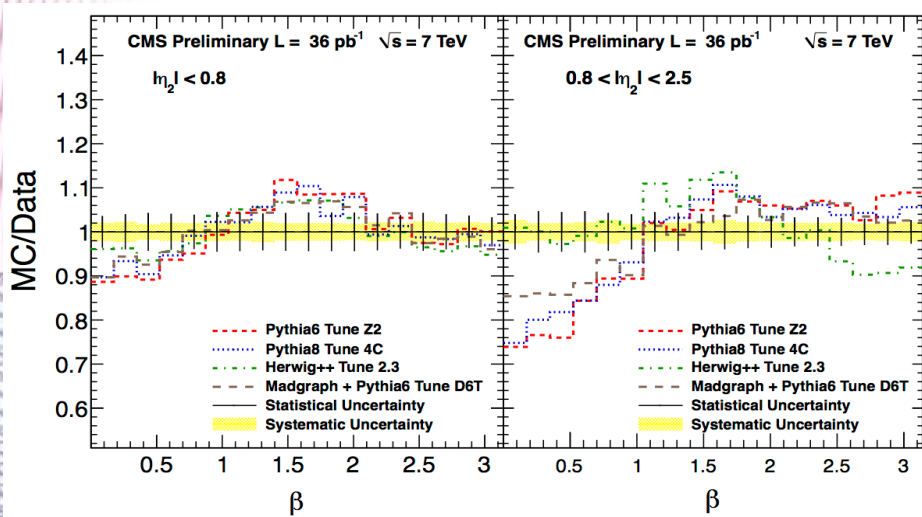 CMS Preliminary L = 36 pb-1 √s = 7 TeV
|η2| < 0.8
MC/Data
1.4
1.3
1.2
1.1
1
0.9
0.8
0.7
0.6
Pythia6 Tune Z2
Pythia8 Tune 4C
Herwig++ Tune 2.3
Madgraph + Pythia6 Tune D6T
Statistical Uncertainty
Systematic Uncertainty
0.5 1 1.5 2 2.5 3
β
CMS Preliminary L = 36 pb-1 √s = 7 TeV
0.8 < |η2| < 2.5
Pythia6 Tune Z2
Pythia8 Tune 4C
Herwig++ Tune 2.3
Madgraph + Pythia6 Tune D6T
Statistical Uncertainty
Systematic Uncertainty
0.5 1 1.5 2 2.5 3
β